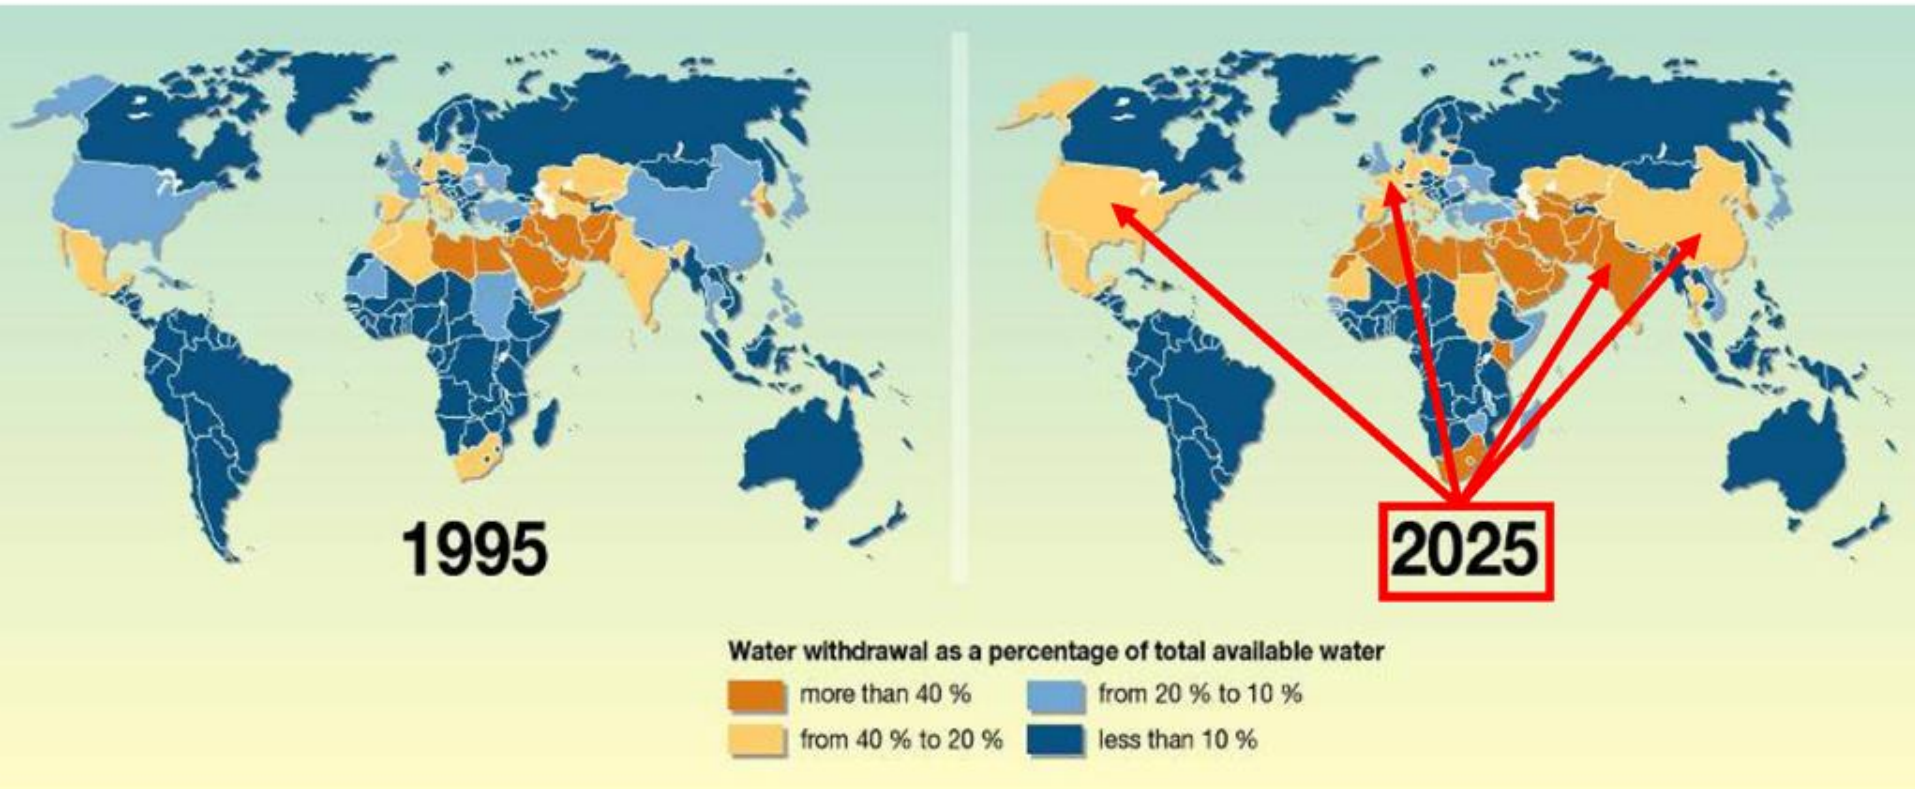 1995
2025
Water withdrawal as a percentage of total available water
more than 40 %
from 20 % to 10 %
from 40 % to 20 %
less than 10 %